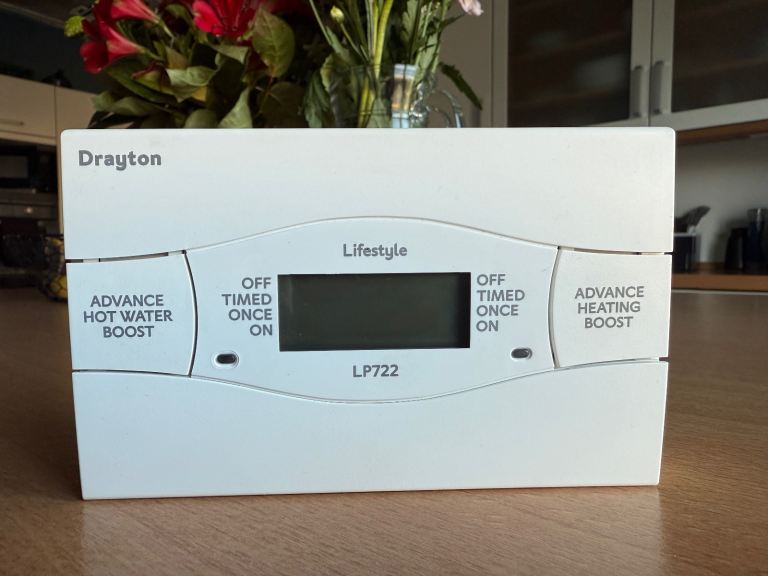 Drayton
Lifestyle
ADVANCE
HOT WATER
BOOST
OFF
TIMED
ONCE
ON
OFF
TIMED
ONCE
ON
ADVANCE
HEATING
BOOST
LP722